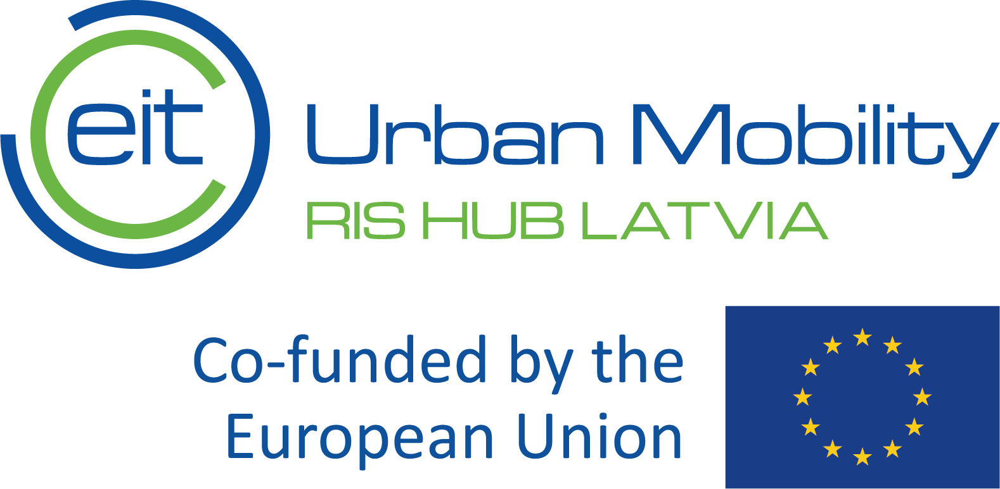 eit Urban Mobility
RIS HUB LATVIA
Co-funded by the
European Union